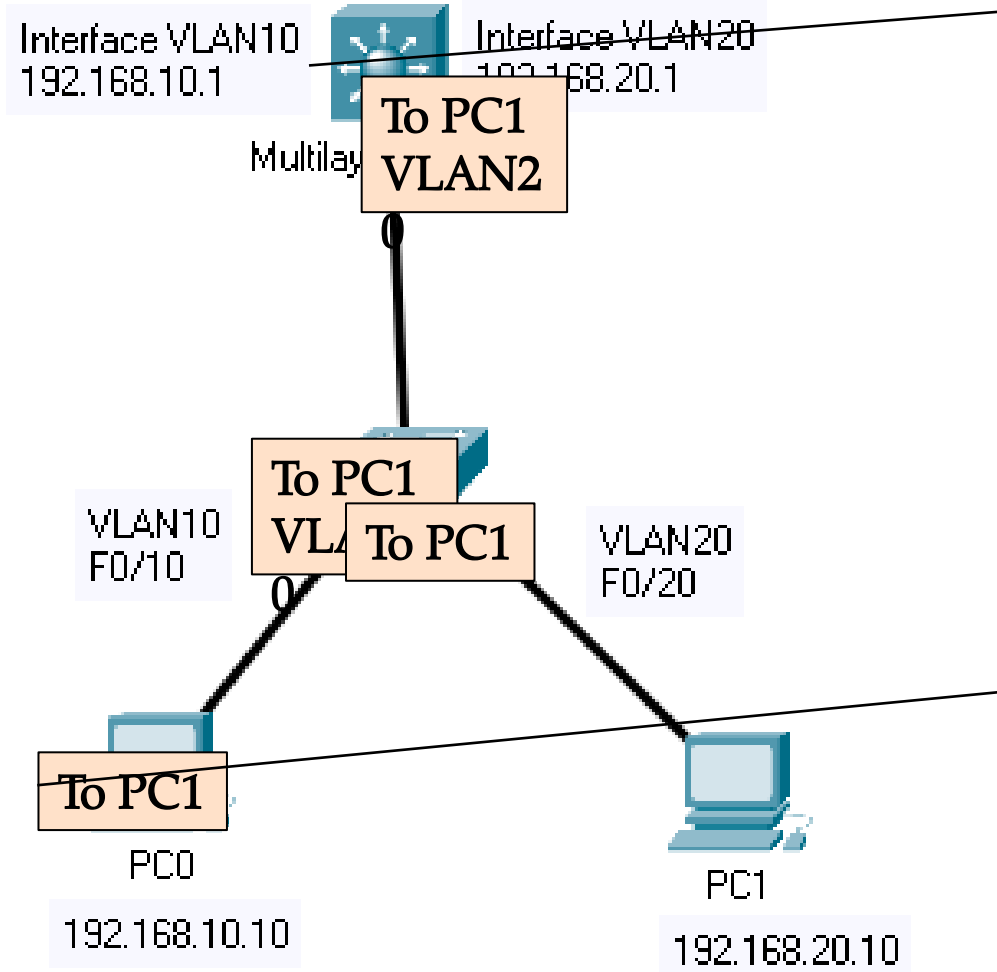 Interface VLAN10
192.168.10.1
Interface VLAN20
192.168.20.1
To PC1
VLAN2
0
Multilay
To PC1
VLA
0
To PC1
VLAN10
F0/10
VLAN20
F0/20
To PC1
PC0
192.168.10.10
PC1
192.168.20.10